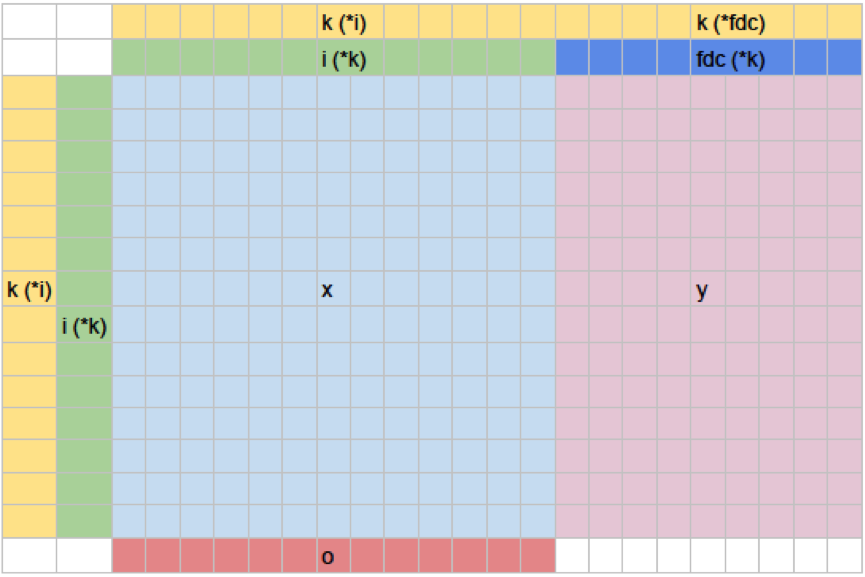 k (*i) k (*fdc)
i (*k) fdc (*k)
k (*i) x y
i (*k)
o